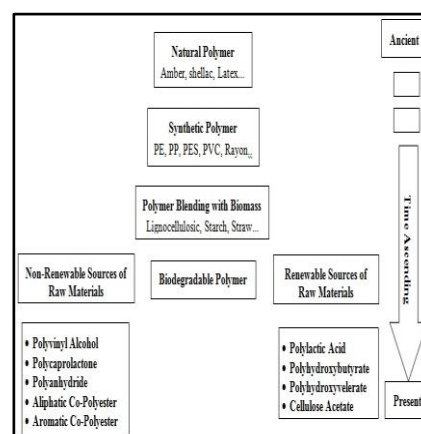 Natural Polymer
Amber, shellac, Latex...
Synthetic Polymer
PE, PP, PES, PVC, Rayon,,
Polymer Blending with Biomass
Lignocellulosic, Starch, Straw...
Non-Renewable Sources of
Raw Materials
Biodegradable Polymer
Renewable Sources of
Raw Materials
• Polyvinyl Alcohol
• Polycaprolactone
• Polyanhydride
• Aliphatic Co-Polyester
• Aromatic Co-Polyester
• Polylactic Acid
• Polyhydroxybutyrate
• Polyhydroxyvelerate
• Cellulose Acetate
Ancient
Time Ascending
Present